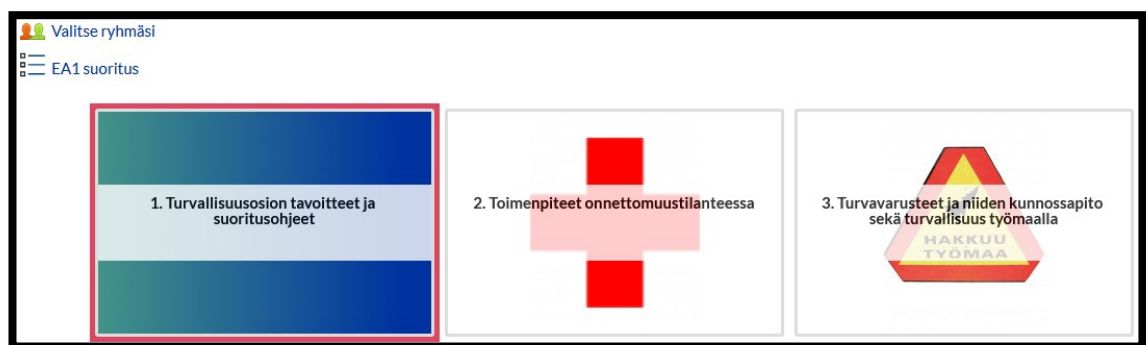 Valitse ryhmäsi
EA1 suoritus
1. Turvallisuusosion tavoitteet ja
suoritusohjeet
2. Toimenpiteet onnettomuustilanteessa
3. Turvavarusteet ja niiden kunnossapito
sekä turvallisuus työmaalla
HAKKUU
TYÖMAA